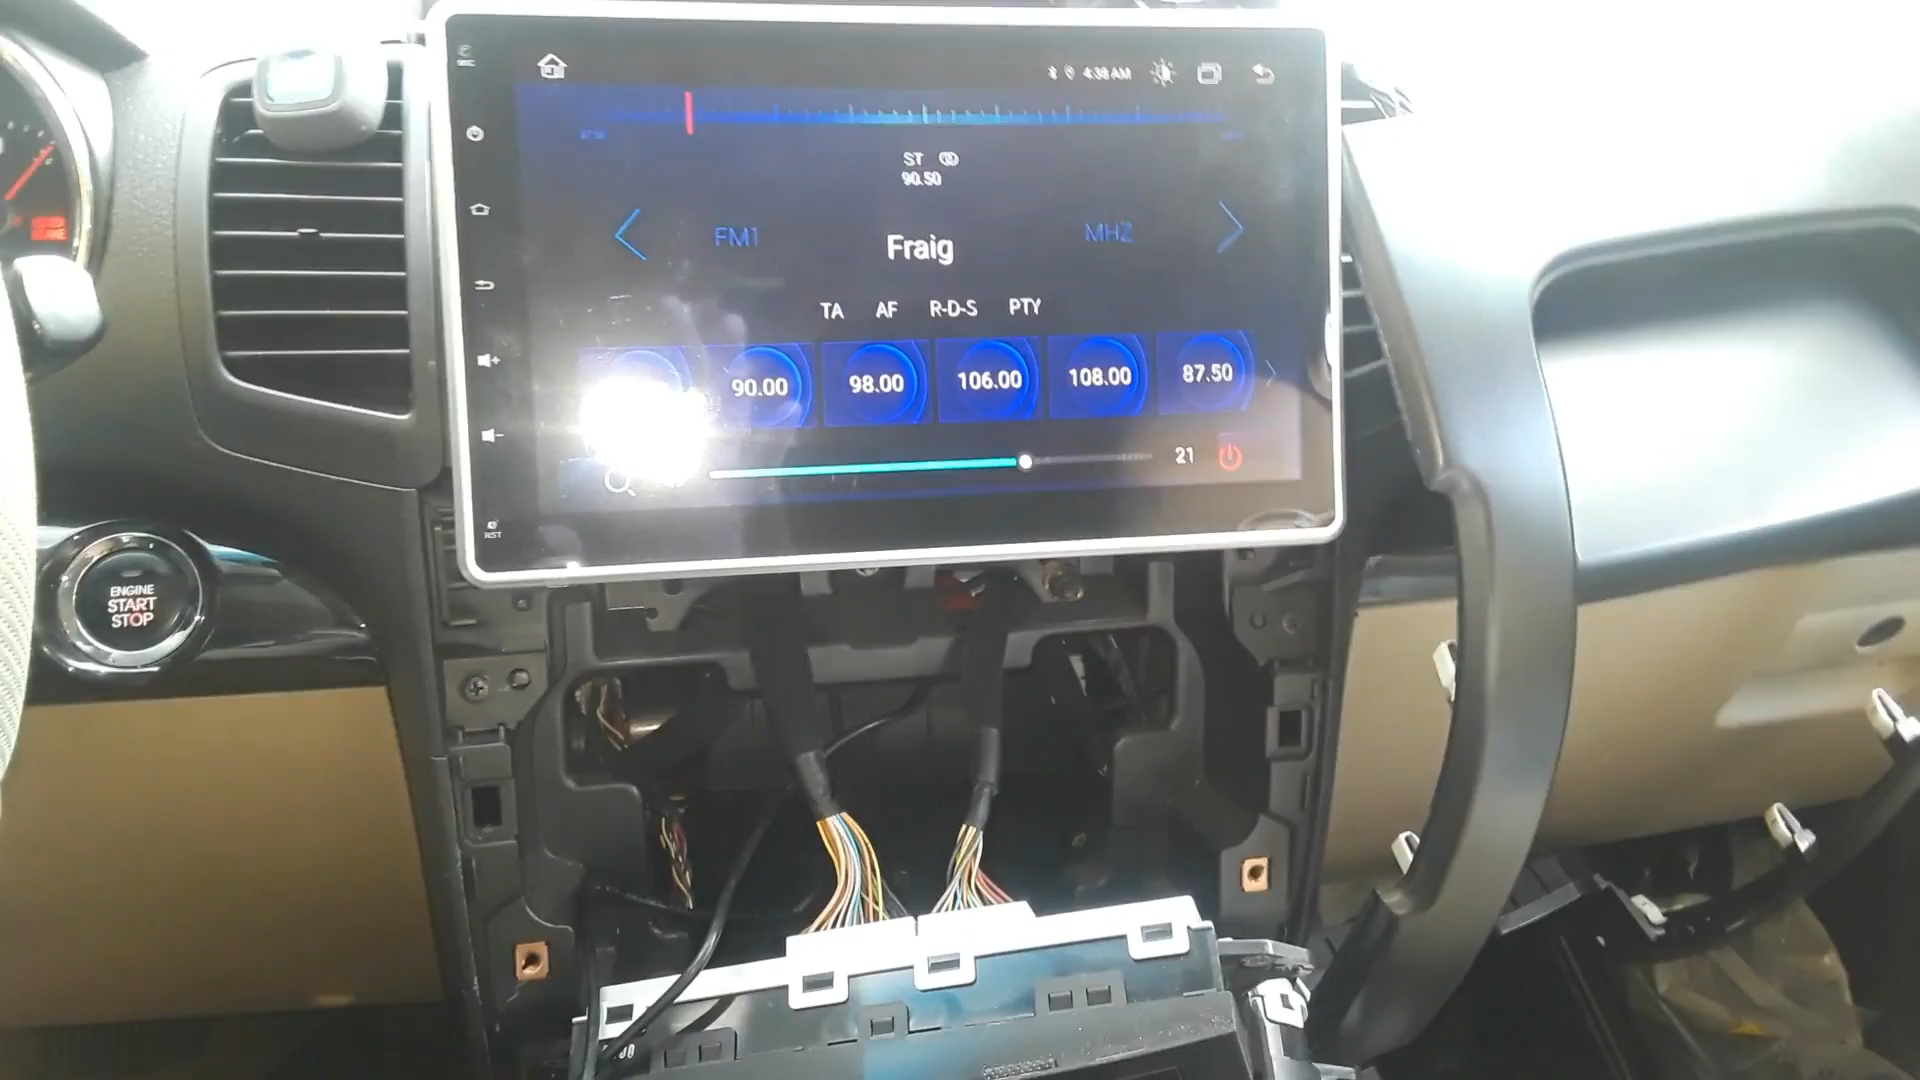 MIC
4:38 AM
ST
90.50
FM1
Fraig
MHZ
TA AF R-D-S PTY
90.00 98.00 106.00 108.00 87.50
21
RST
ENGINE
START
STOP